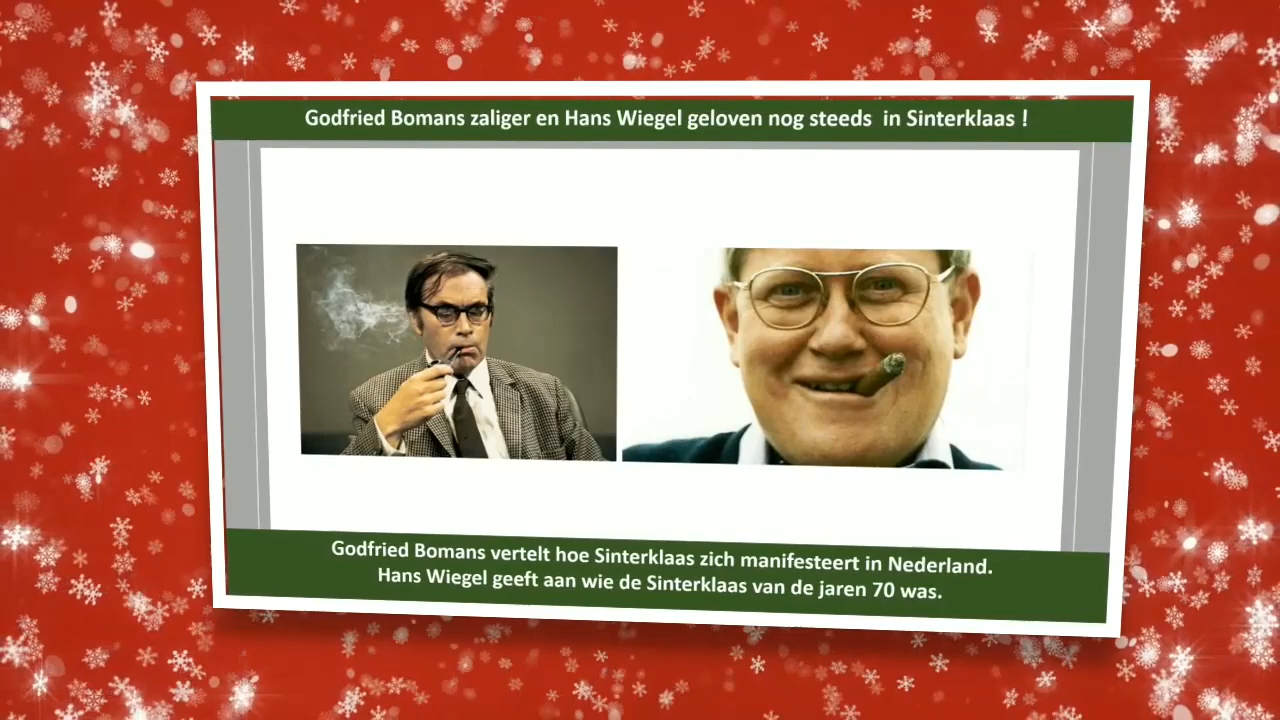 Godfried Bomans zaliger en Hans Wiegel geloven nog steeds  in Sinterklaas !
Godfried Bomans vertelt hoe Sinterklaas zich manifesteert in Nederland.
Hans Wiegel geeft aan wie de Sinterklaas van de jaren 70 was.